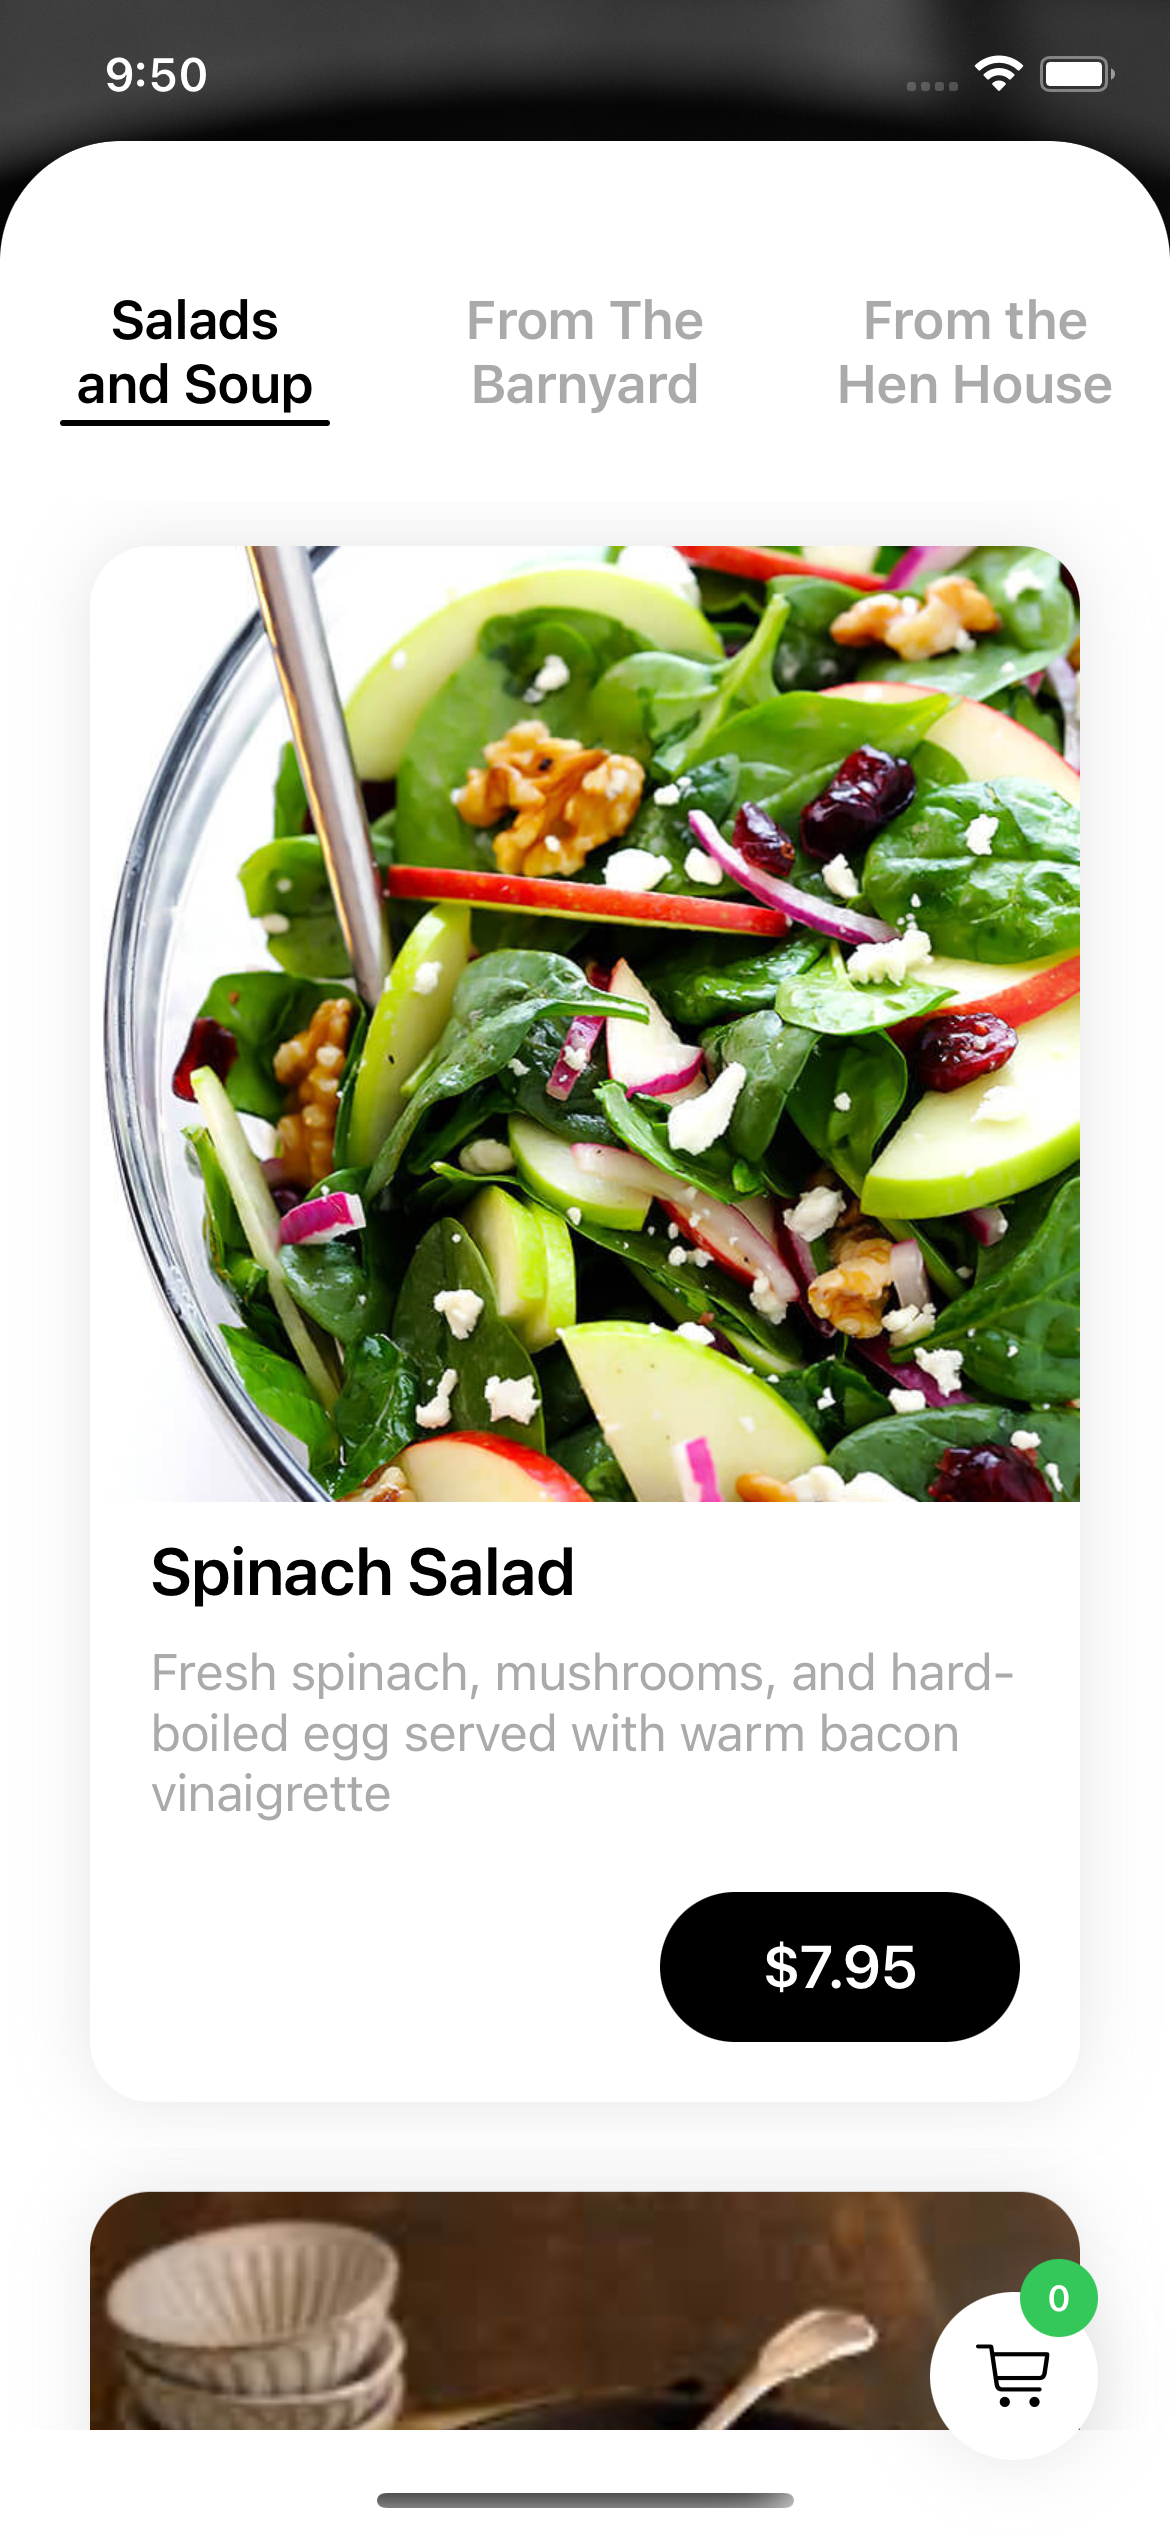 9:50
Salads
and Soup
From The
Barnyard
From the
Hen House
Spinach Salad
Fresh spinach, mushrooms, and hard-
boiled egg served with warm bacon
vinaigrette
$7.95
0